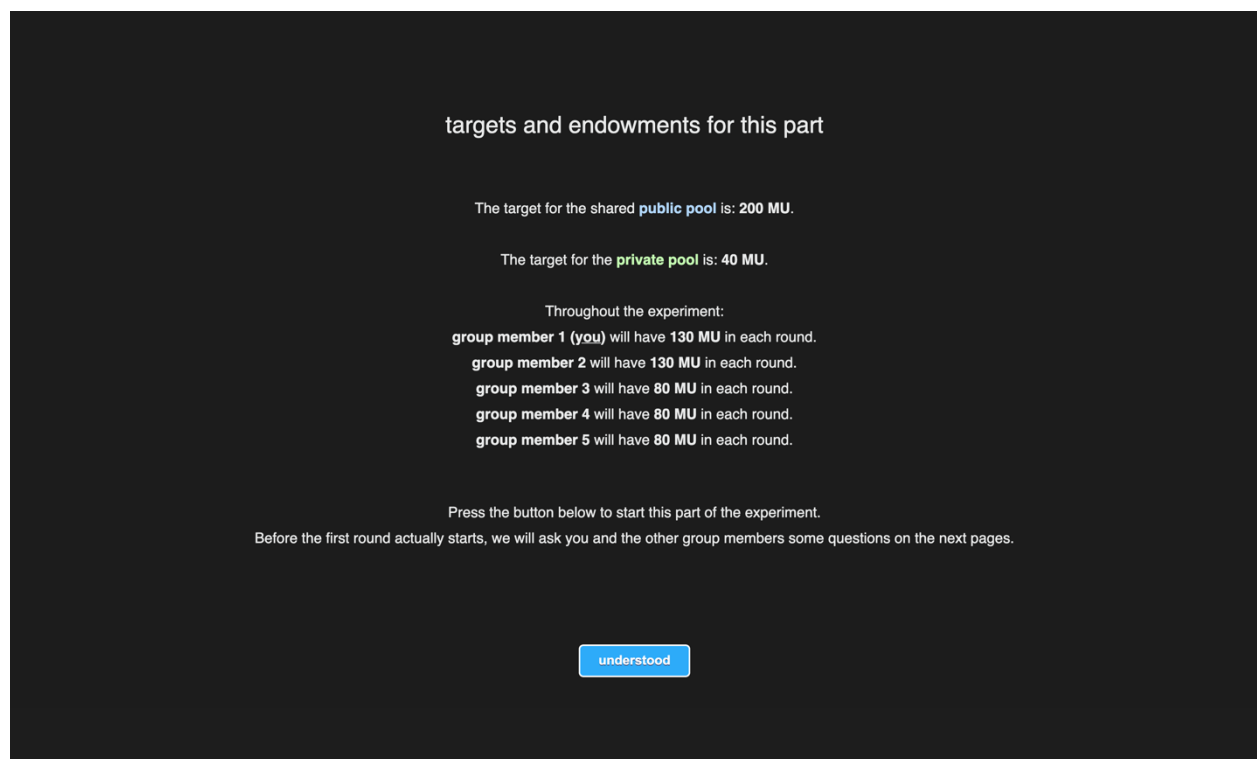 targets and endowments for this part
The target for the shared public pool is: 200 MU.
The target for the private pool is: 40 MU.
Throughout the experiment:
group member 1 (you) will have 130 MU in each round.
group member 2 will have 130 MU in each round.
group member 3 will have 80 MU in each round.
group member 4 will have 80 MU in each round.
group member 5 will have 80 MU in each round.
Press the button below to start this part of the experiment.
Before the first round actually starts, we will ask you and the other group members some questions on the next pages.
understood